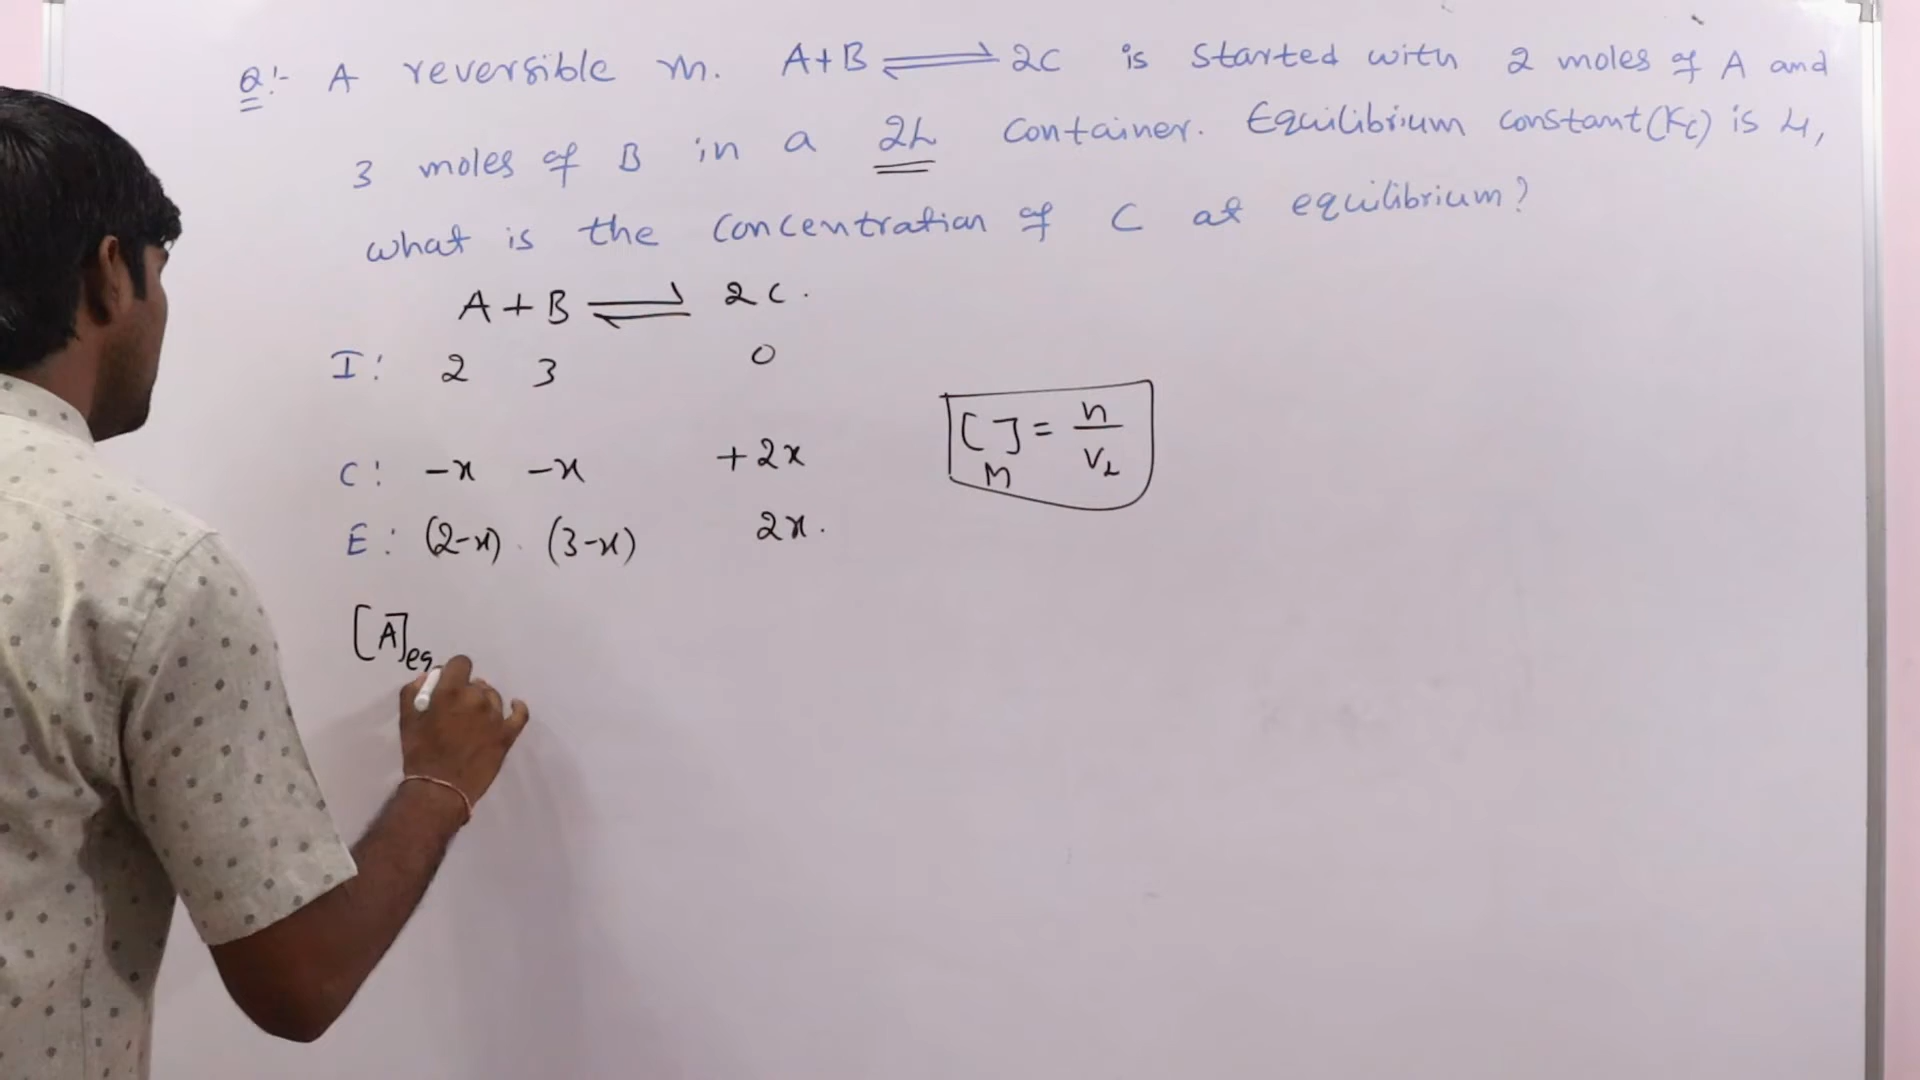 Q!- A reversible rn. A+B ⇌ 2C is started with 2 moles of A and
3 moles of B in a 2L container. Equilibrium constant(Kc) is 4,
what is the concentration of C at equilibrium?
A + B ⇌ 2C.
I: 2 3 0
C: -x -x +2x
E: (2-x) (3-x) 2x.
[ ] = n
M V L
[A]eq